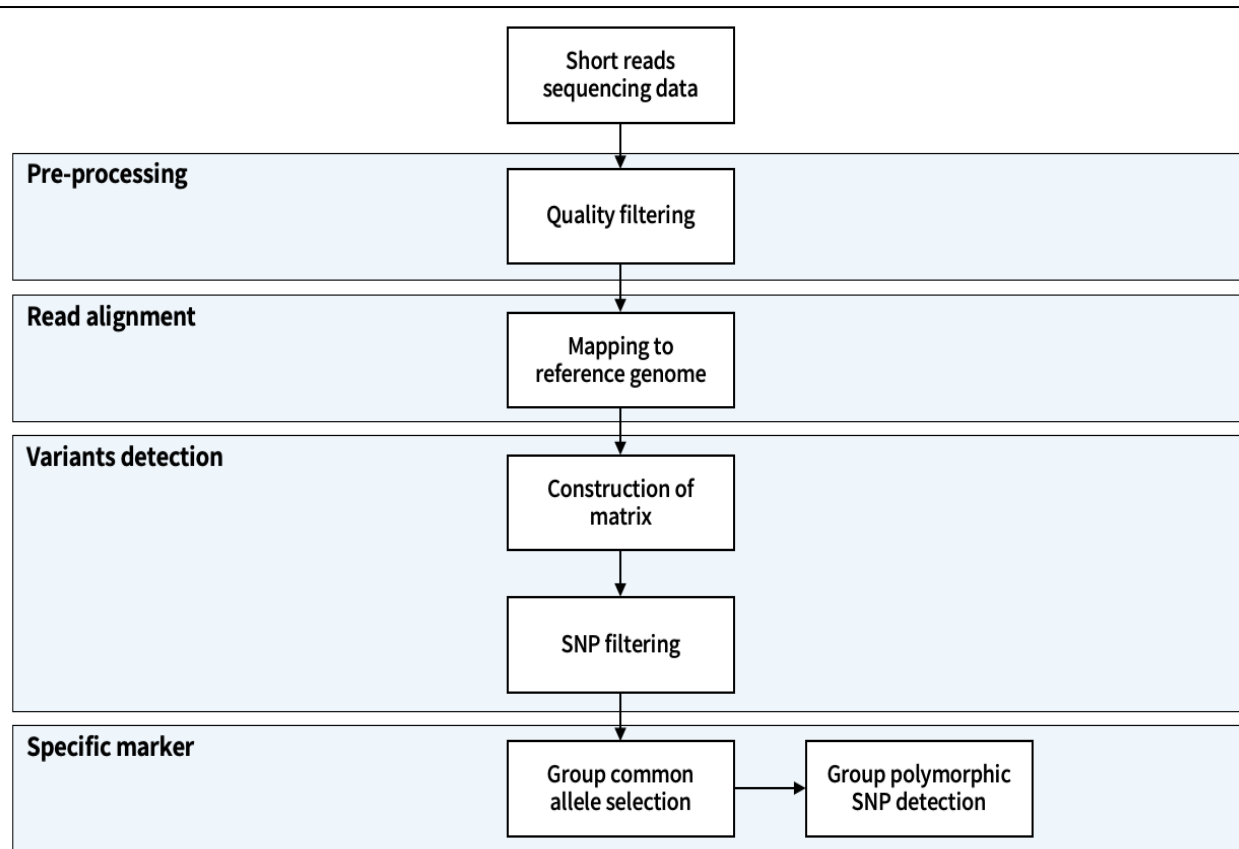 Short reads
sequencing data
Pre-processing
Quality filtering
Read alignment
Mapping to
reference genome
Variants detection
Construction of
matrix
SNP filtering
Specific marker
Group common
allele selection
Group polymorphic
SNP detection